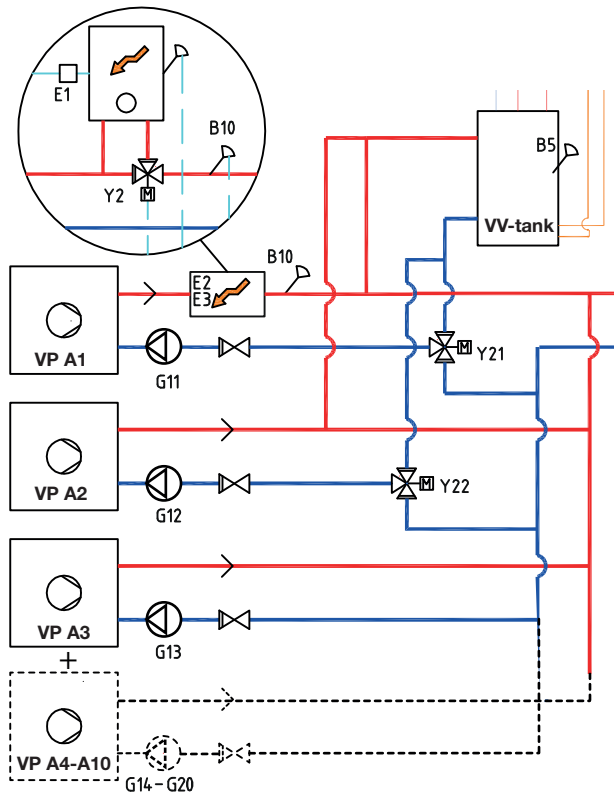 E1
B10
Y2
M
B5
VV-tank
B10
E2
E3
VP A1
G11
M
Y21
VP A2
G12
M
Y22
VP A3
G13
+
VP A4-A10
G14-G20